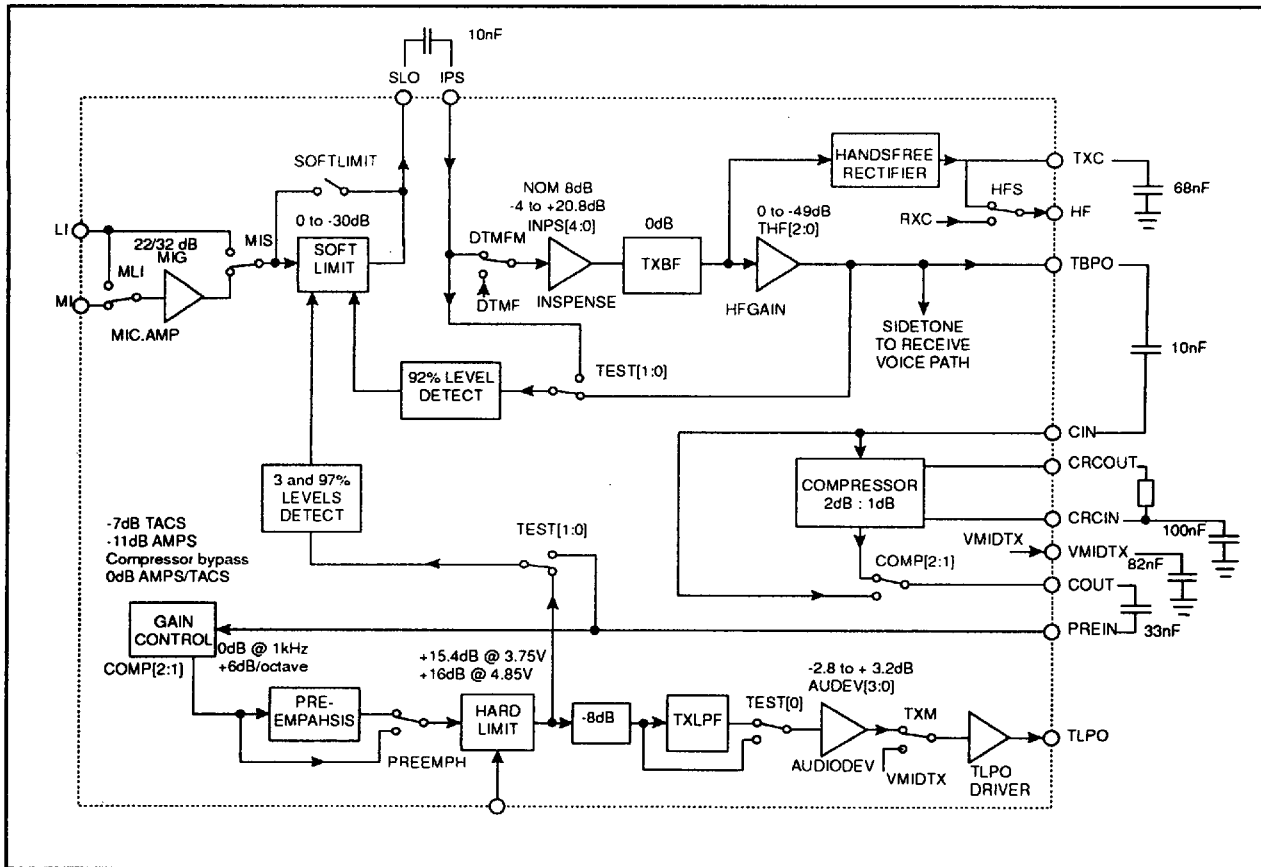 10nF
SLO IPS
SOFTLIMIT
HANDSFREE
RECTIFIER
TXC
68nF
HFS
RXC
HF
NOM 8dB
-4 to +20.8dB
INPS[4:0]
0 to -30dB
0dB
0 to -49dB
THF[2:0]
LI
22/32 dB
MIG
MIS
MLI
SOFT
LIMIT
DTMFM
TXBF
TBPO
MI
MIC.AMP
DTMF
INSPENSE
HFGAIN
SIDETONE
TO RECEIVE
VOICE PATH
10nF
92% LEVEL
DETECT
TEST[1:0]
CIN
3 and 97%
LEVELS
DETECT
COMPRESSOR
2dB : 1dB
CRCOUT
CRCIN
100nF
-7dB TACS
-11dB AMPS
Compressor bypass
0dB AMPS/TACS
TEST[1:0]
VMIDTX
VMIDTX
82nF
COMP[2:1]
COUT
PREIN
33nF
GAIN
CONTROL
COMP[2:1]
0dB @ 1kHz
+6dB/octave
+15.4dB @ 3.75V
+16dB @ 4.85V
-2.8 to + 3.2dB
AUDEV[3:0]
PRE-
EMPAHSIS
HARD
LIMIT
-8dB
TXLPF
TEST[0]
TXM
TLPO
PREEMPH
AUDIODEV
VMIDTX
TLPO
DRIVER